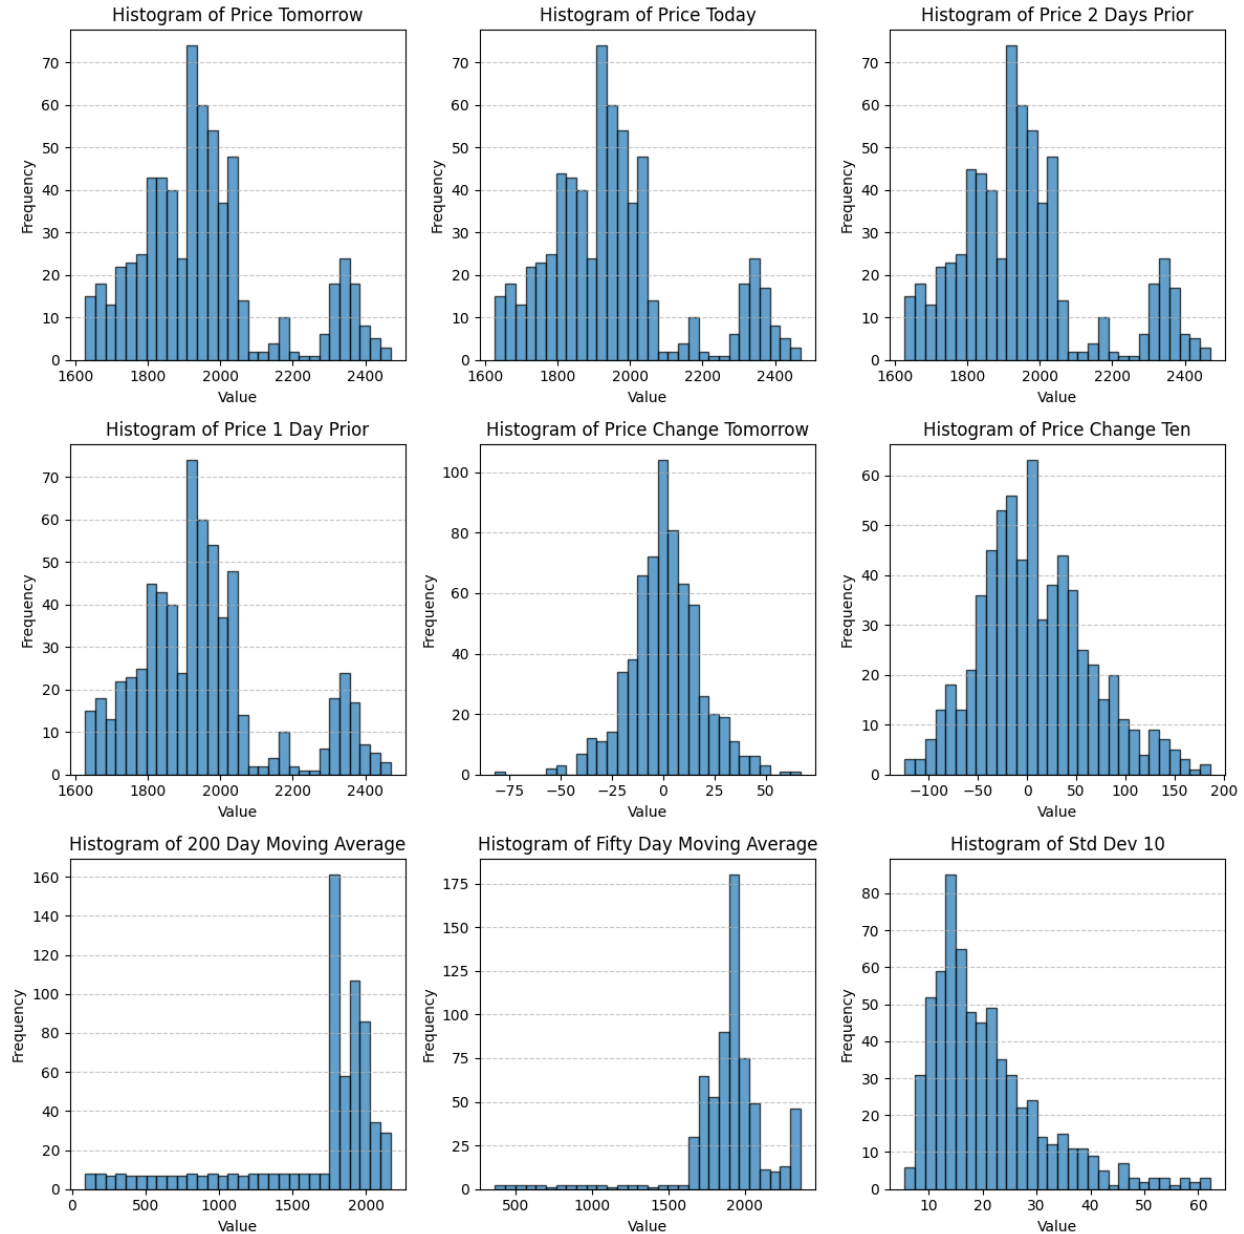 Histogram of Price Tomorrow
Frequency
70
60
50
40
30
20
10
0
1600 1800 2000 2200 2400
Value
Histogram of Price Today
Frequency
70
60
50
40
30
20
10
0
1600 1800 2000 2200 2400
Value
Histogram of Price 2 Days Prior
Frequency
70
60
50
40
30
20
10
0
1600 1800 2000 2200 2400
Value
Histogram of Price 1 Day Prior
Frequency
70
60
50
40
30
20
10
0
1600 1800 2000 2200 2400
Value
Histogram of Price Change Tomorrow
Frequency
100
80
60
40
20
0
−75 −50 −25 0 25 50
Value
Histogram of Price Change Ten
Frequency
60
50
40
30
20
10
0
−100 −50 0 50 100 150 200
Value
Histogram of 200 Day Moving Average
Frequency
160
140
120
100
80
60
40
20
0
0 500 1000 1500 2000
Value
Histogram of Fifty Day Moving Average
Frequency
175
150
125
100
75
50
25
0
500 1000 1500 2000
Value
Histogram of Std Dev 10
Frequency
80
70
60
50
40
30
20
10
0
10 20 30 40 50 60
Value